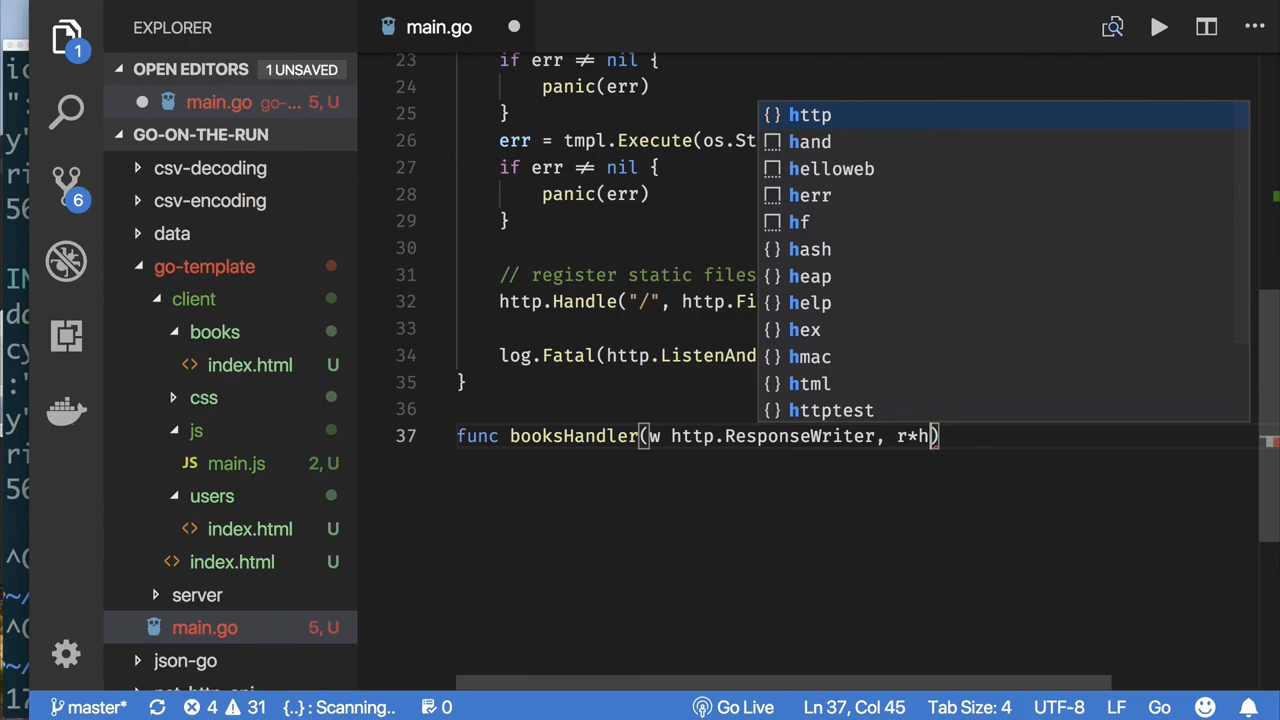 EXPLORER
main.go
OPEN EDITORS 1 UNSAVED
main.go go-... 5, U
GO-ON-THE-RUN
csv-decoding
csv-encoding
data
go-template
client
books
index.html U
css
js
JS main.js 2, U
users
index.html U
index.html U
server
main.go 5, U
json-go
1
6
23 if err ≠ nil {
24 panic(err)
25 }
26 err = tmpl.Execute(os.St
27 if err ≠ nil {
28 panic(err)
29 }
30
31 // register static files
32 http.Handle("/", http.Fi
33
34 log.Fatal(http.ListenAnd
35 }
36
37 func booksHandler(w http.ResponseWriter, r*h)
{} http
hand
helloweb
herr
hf
{} hash
{} heap
{} help
{} hex
{} hmac
{} html
{} httptest
master* 4 31 {..} : Scanning.... 0 Go Live Ln 37, Col 45 Tab Size: 4 UTF-8 LF Go